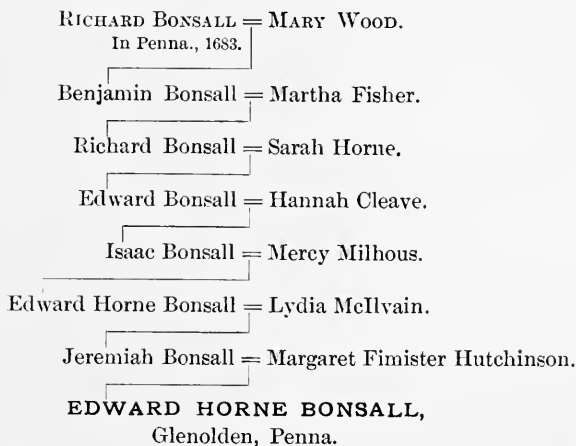 RICHARD BONSALL = MARY WOOD.
In Penna., 1683.
Benjamin Bonsall = Martha Fisher.
Richard Bonsall = Sarah Horne.
Edward Bonsall = Hannah Cleave.
Isaac Bonsall = Mercy Milhous.
Edward Horne Bonsall = Lydia McIlvain.
Jeremiah Bonsall = Margaret Fimister Hutchinson.
EDWARD HORNE BONSALL,
Glenolden, Penna.